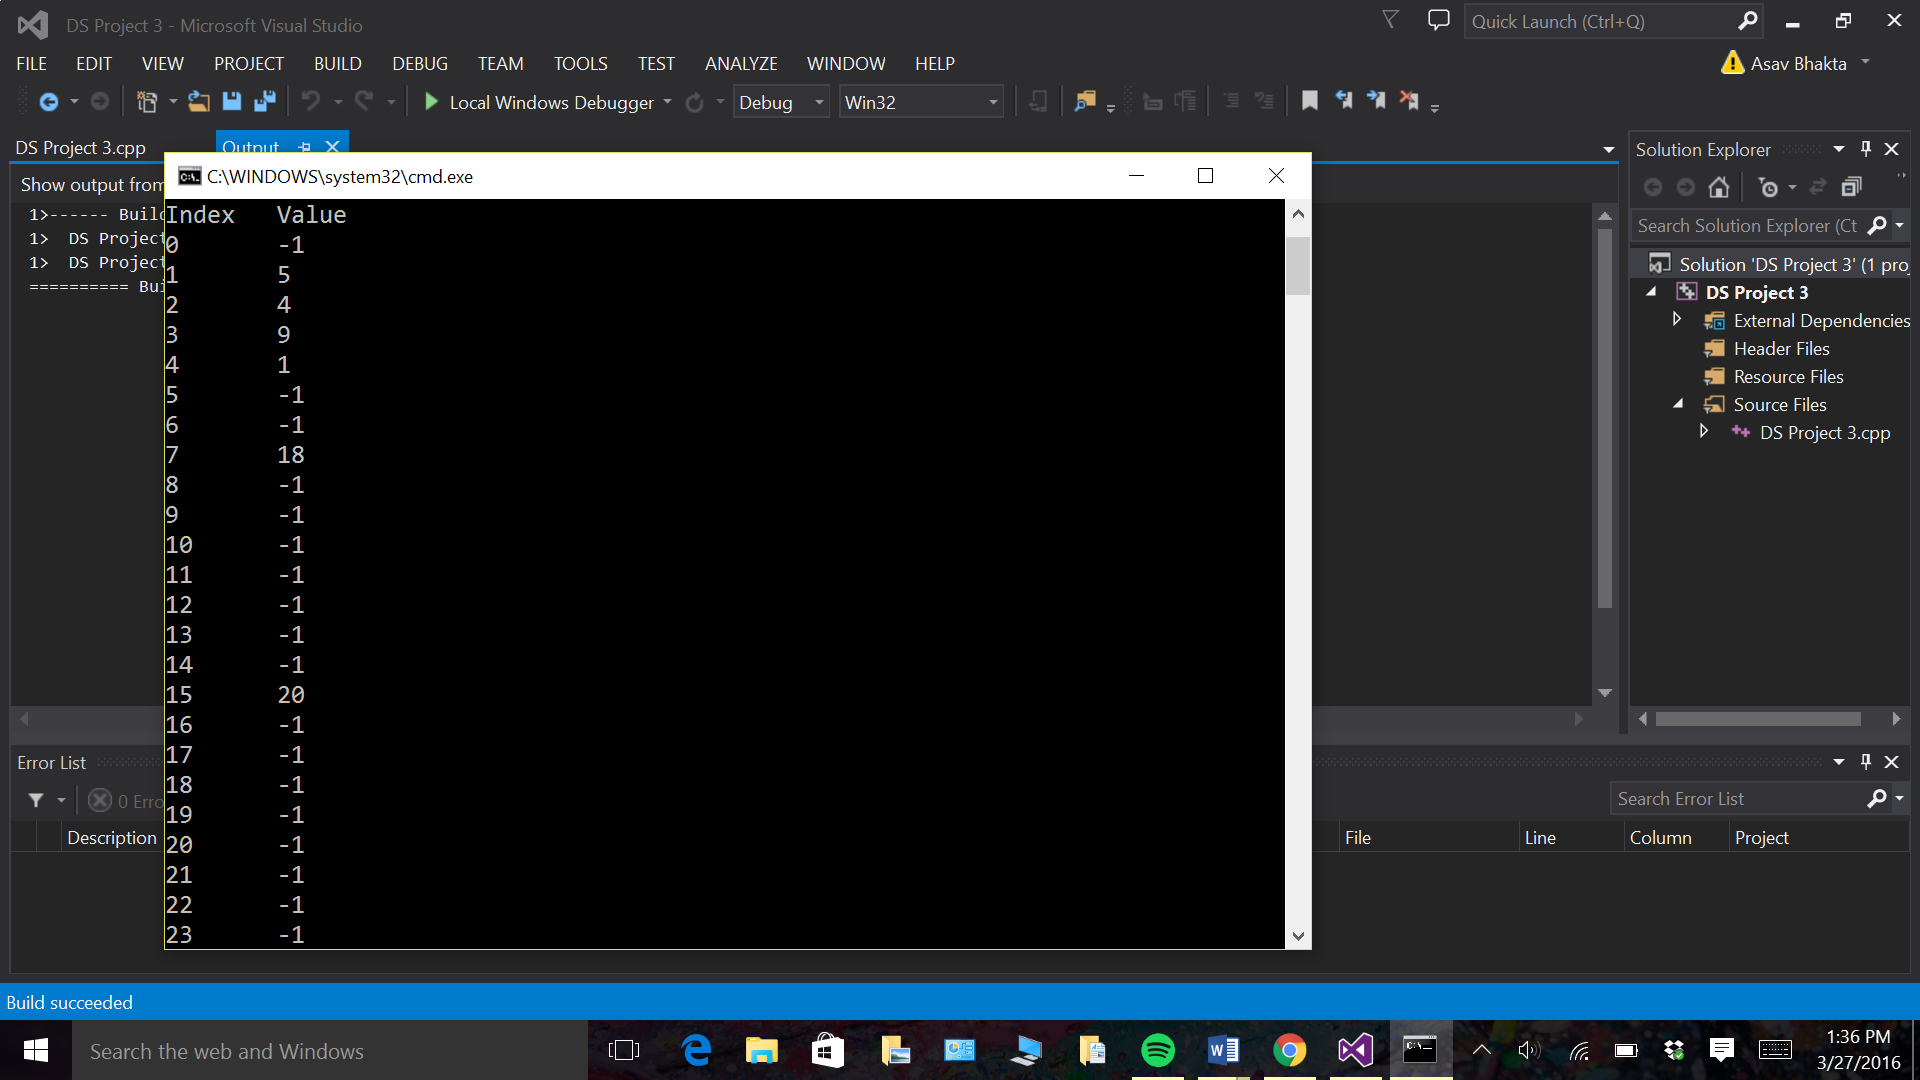 DS Project 3 - Microsoft Visual Studio
Quick Launch (Ctrl+Q)
FILE EDIT VIEW PROJECT BUILD DEBUG TEAM TOOLS TEST ANALYZE WINDOW HELP
Asav Bhakta
Local Windows Debugger Debug Win32
DS Project 3.cpp Output
Show output from
1>------ Build
1> DS Project
1> DS Project
========== Bui
C:\WINDOWS\system32\cmd.exe
Index Value
0 -1
1 5
2 4
3 9
4 1
5 -1
6 -1
7 18
8 -1
9 -1
10 -1
11 -1
12 -1
13 -1
14 -1
15 20
16 -1
17 -1
18 -1
19 -1
20 -1
21 -1
22 -1
23 -1
Solution Explorer
Search Solution Explorer (Ct
Solution 'DS Project 3' (1 proj
DS Project 3
External Dependencies
Header Files
Resource Files
Source Files
DS Project 3.cpp
Error List
0 Erro
Search Error List
Description File Line Column Project
Build succeeded
Search the web and Windows
1:36 PM
3/27/2016